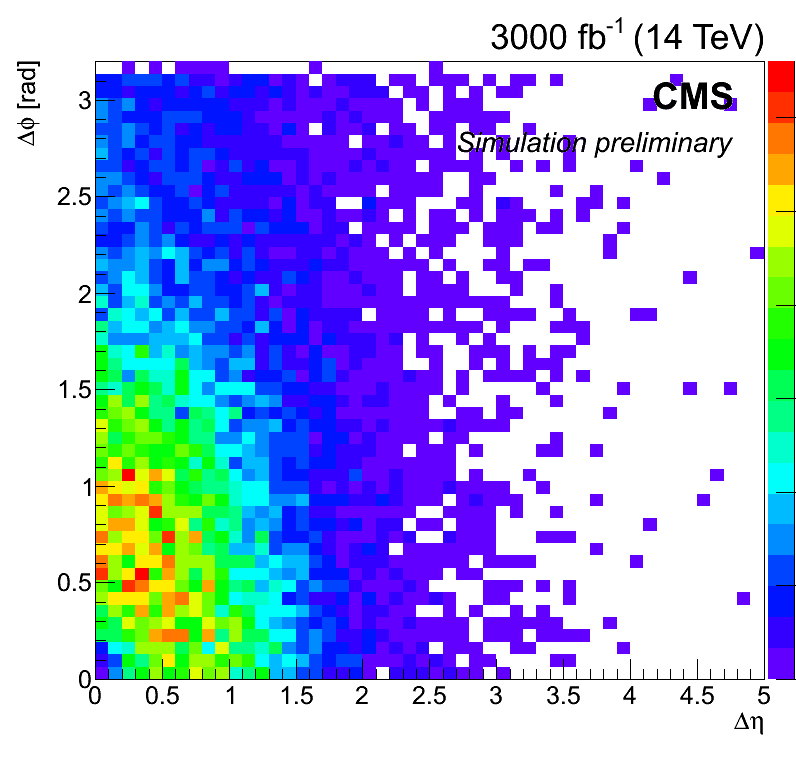 3000 fb-1 (14 TeV)
CMS
Simulation preliminary
Δϕ [rad]
3
2.5
2
1.5
1
0.5
0
0 0.5 1 1.5 2 2.5 3 3.5 4 4.5 5
Δη